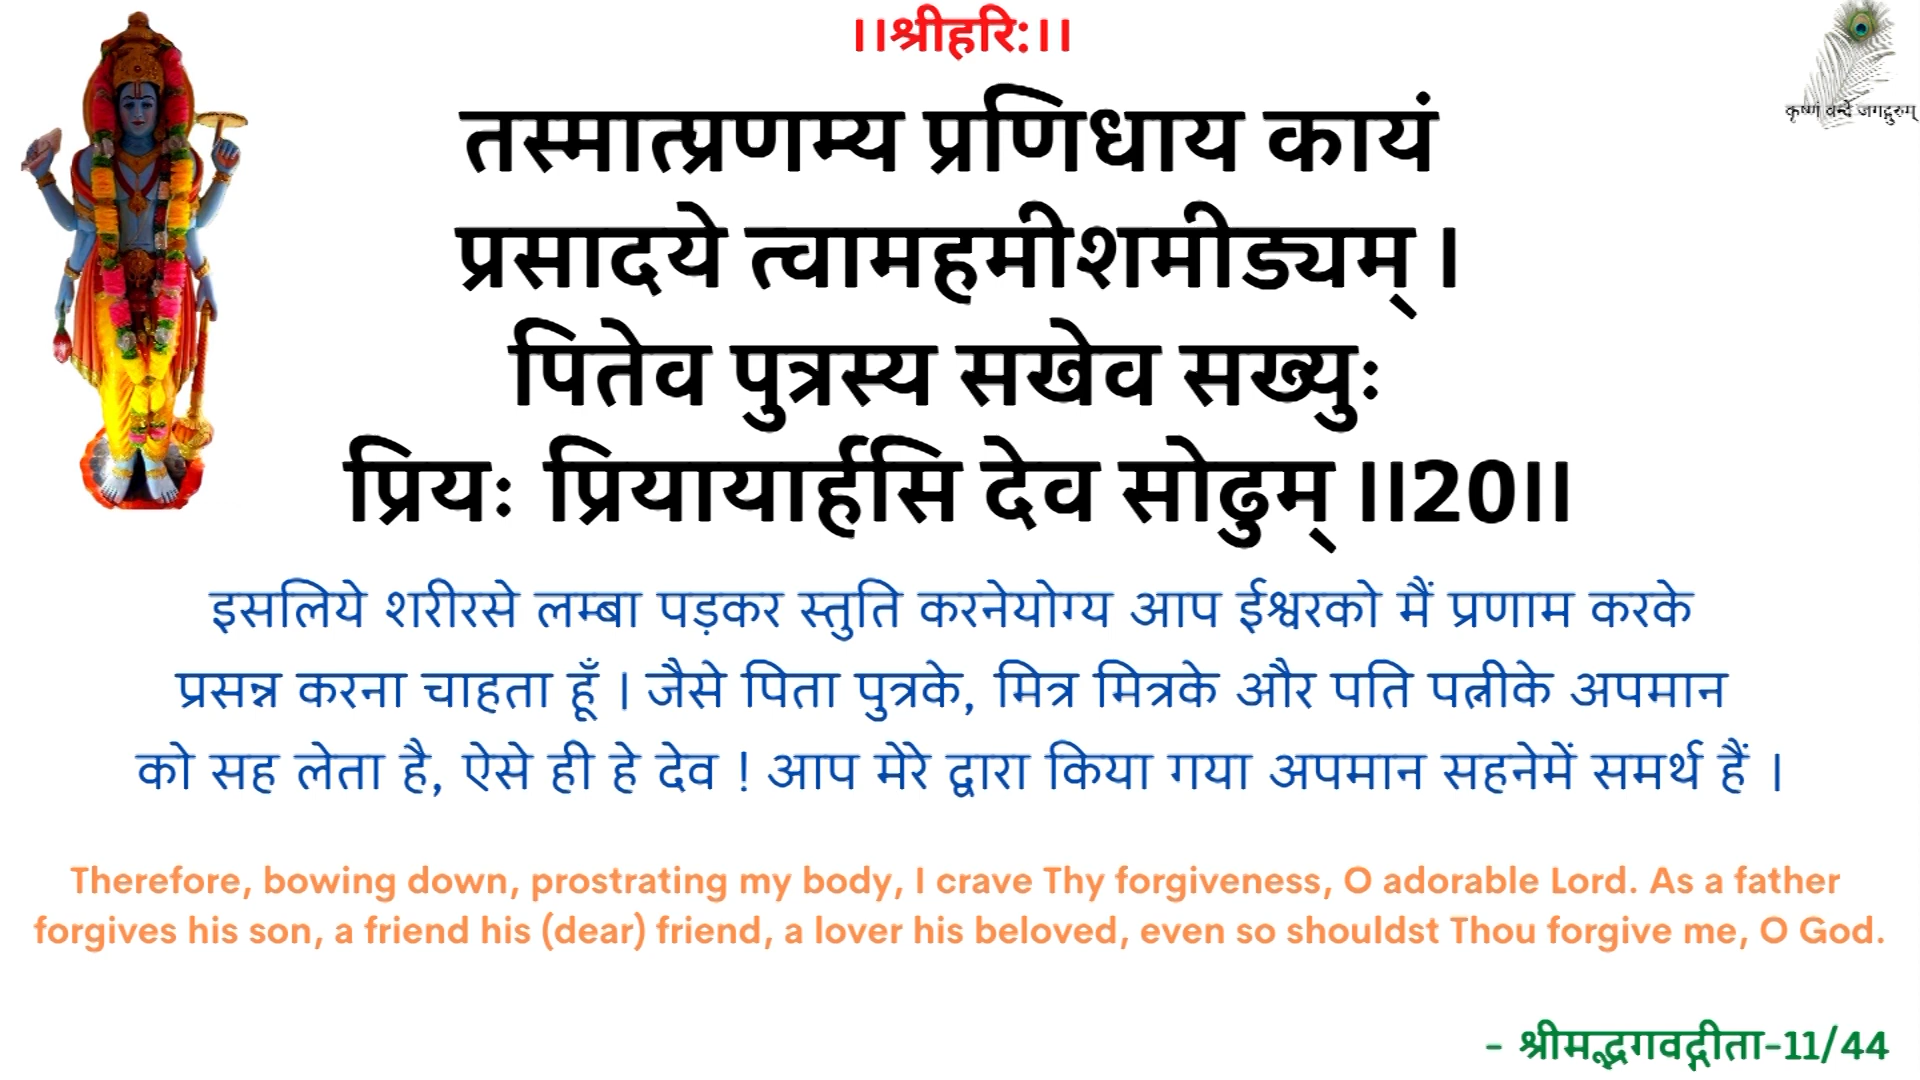 ।।श्रीहरि:।।
कृष्णं वन्दे जगद्गुरुम्
तस्मात्प्रणम्य प्रणिधाय कायं
प्रसादये त्वामहमीशमीड्यम् ।
पितेव पुत्रस्य सखेव सख्युः
प्रियः प्रियायार्हसि देव सोढुम् ।।20।।
इसलिये शरीरसे लम्बा पड़कर स्तुति करनेयोग्य आप ईश्वरको मैं प्रणाम करके
प्रसन्न करना चाहता हूँ । जैसे पिता पुत्रके, मित्र मित्रके और पति पत्नीके अपमान
को सह लेता है, ऐसे ही हे देव ! आप मेरे द्वारा किया गया अपमान सहनेमें समर्थ हैं ।
Therefore, bowing down, prostrating my body, I crave Thy forgiveness, O adorable Lord. As a father
forgives his son, a friend his (dear) friend, a lover his beloved, even so shouldst Thou forgive me, O God.
- श्रीमद्भगवद्गीता-11/44